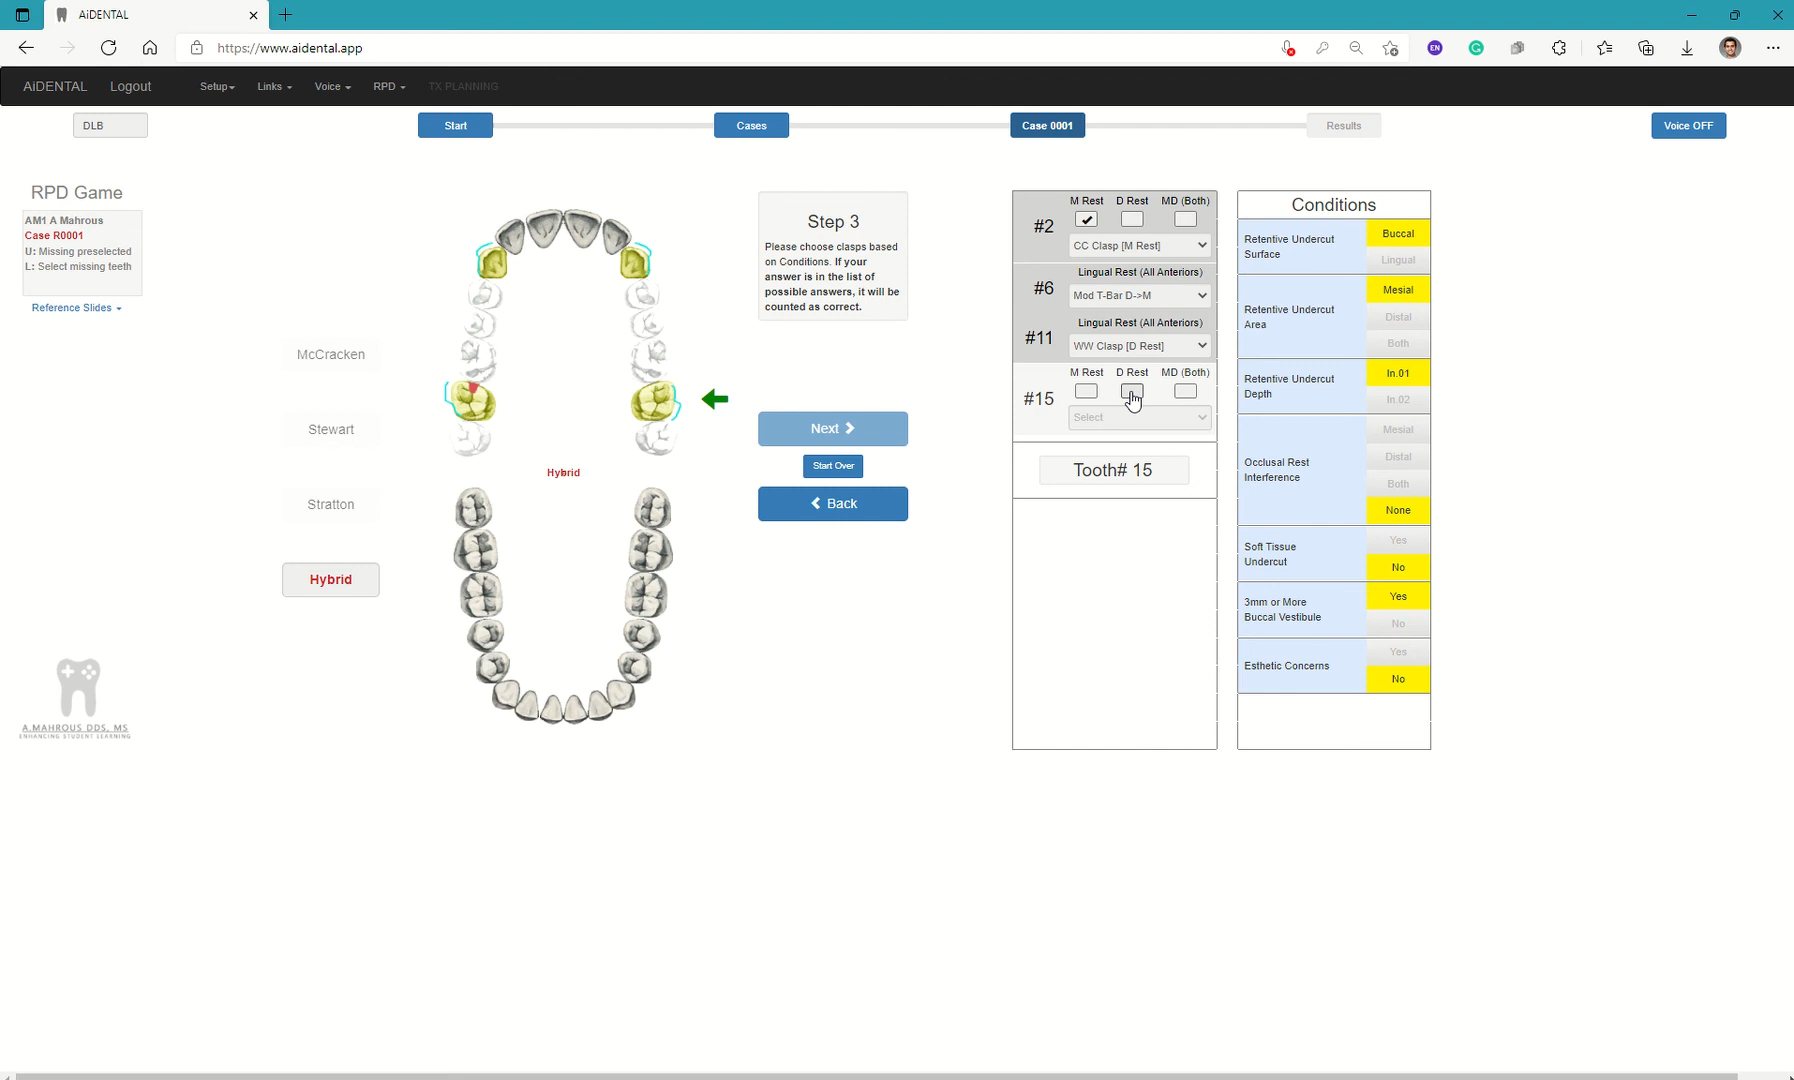 AiDENTAL
https://www.aidental.app
EN
AiDENTAL Logout Setup Links Voice RPD TX PLANNING
DLB Start Cases Case 0001 Results Voice OFF
RPD Game
AM1 A Mahrous
Case R0001
U: Missing preselected
L: Select missing teeth
Reference Slides
McCracken
Stewart
Stratton
Hybrid
Hybrid
Step 3
Please choose clasps based
on Conditions. If your
answer is in the list of
possible answers, it will be
counted as correct.
Next
Start Over
Back
M Rest D Rest MD (Both)
#2
CC Clasp [M Rest]
Lingual Rest (All Anteriors)
#6
Mod T-Bar D->M
Lingual Rest (All Anteriors)
#11
WW Clasp [D Rest]
M Rest D Rest MD (Both)
#15
Select
Tooth# 15
Conditions
Retentive Undercut
Surface
Buccal
Lingual
Retentive Undercut
Area
Mesial
Distal
Both
Retentive Undercut
Depth
In.01
In.02
Occlusal Rest
Interference
Mesial
Distal
Both
None
Soft Tissue
Undercut
Yes
No
3mm or More
Buccal Vestibule
Yes
No
Esthetic Concerns
Yes
No
A.MAHROUS DDS, MS
ENHANCING STUDENT LEARNING